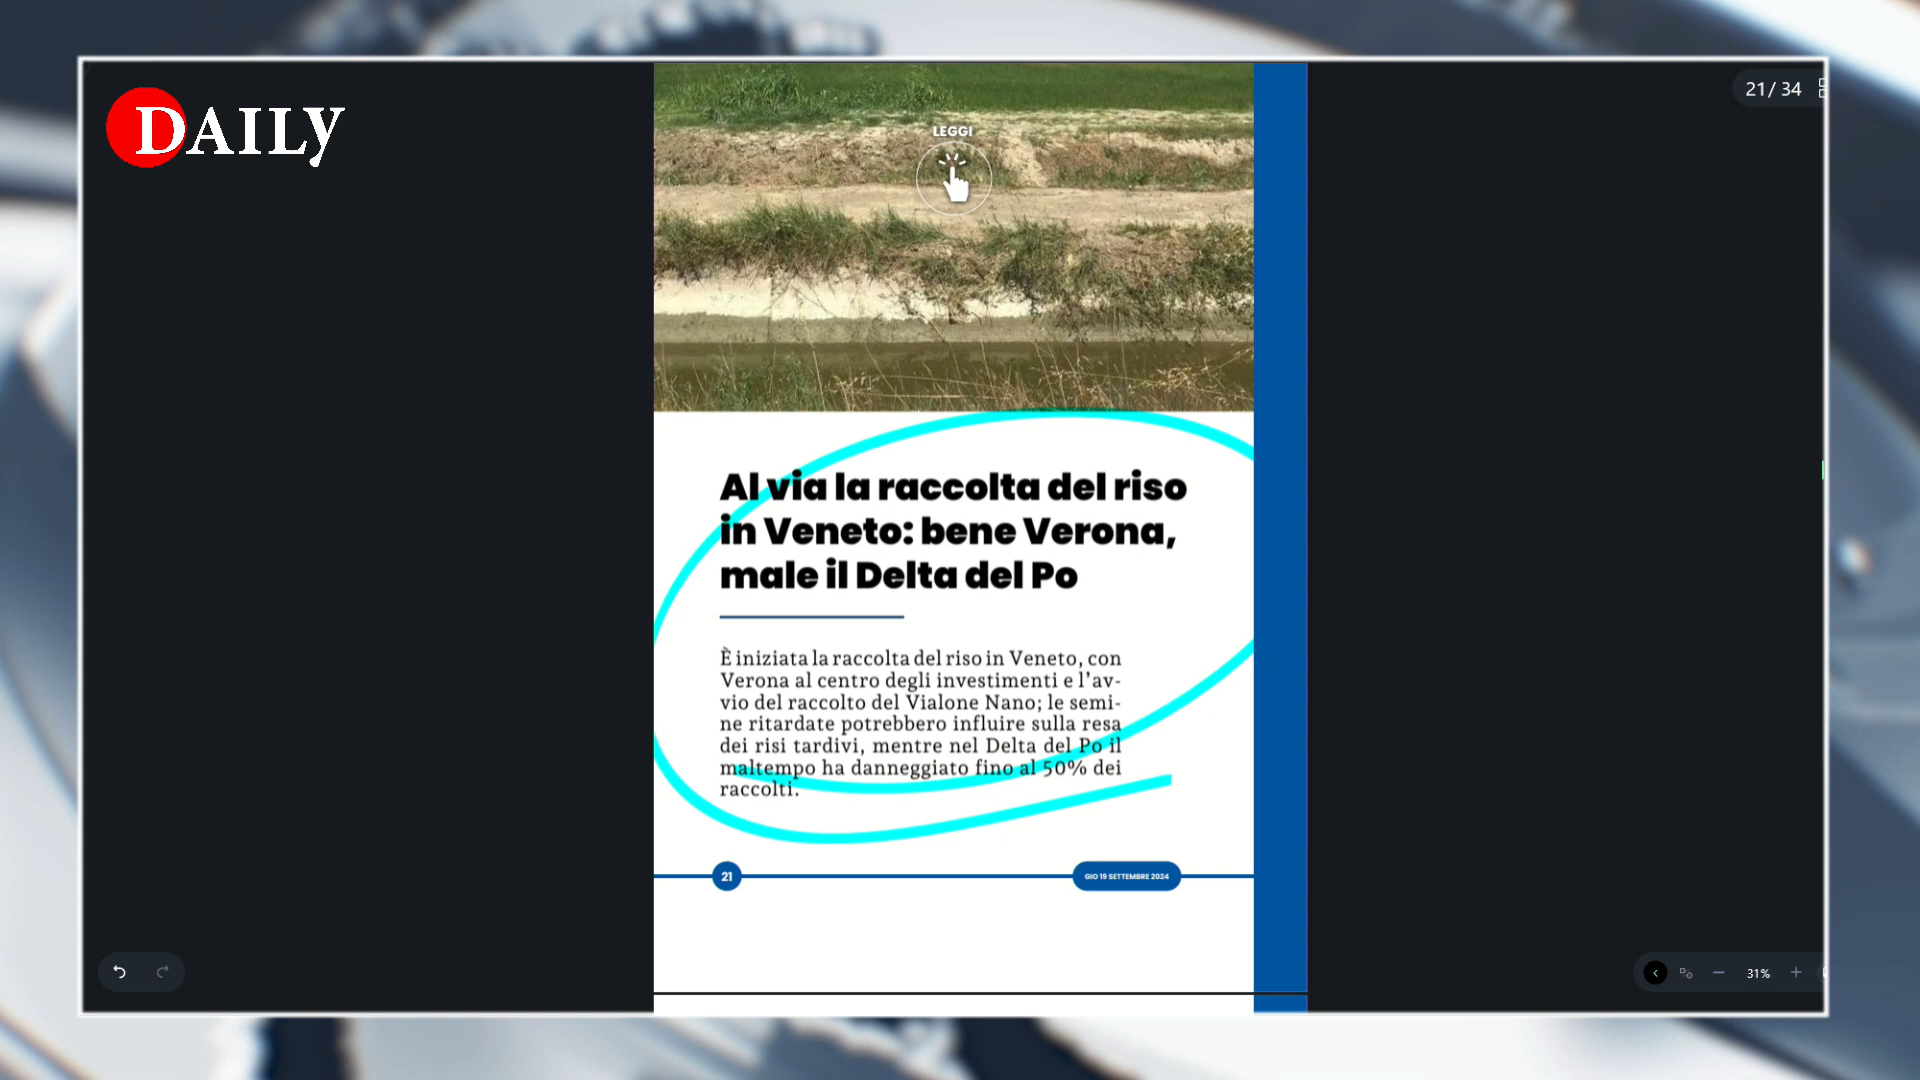 DAILY
21/ 34
LEGGI
Al via la raccolta del riso
in Veneto: bene Verona,
male il Delta del Po
È iniziata la raccolta del riso in Veneto, con
Verona al centro degli investimenti e l'av-
vio del raccolto del Vialone Nano; le semi-
ne ritardate potrebbero influire sulla resa
dei risi tardivi, mentre nel Delta del Po il
maltempo ha danneggiato fino al 50% dei
raccolti.
21
GIO 19 SETTEMBRE 2024
31%